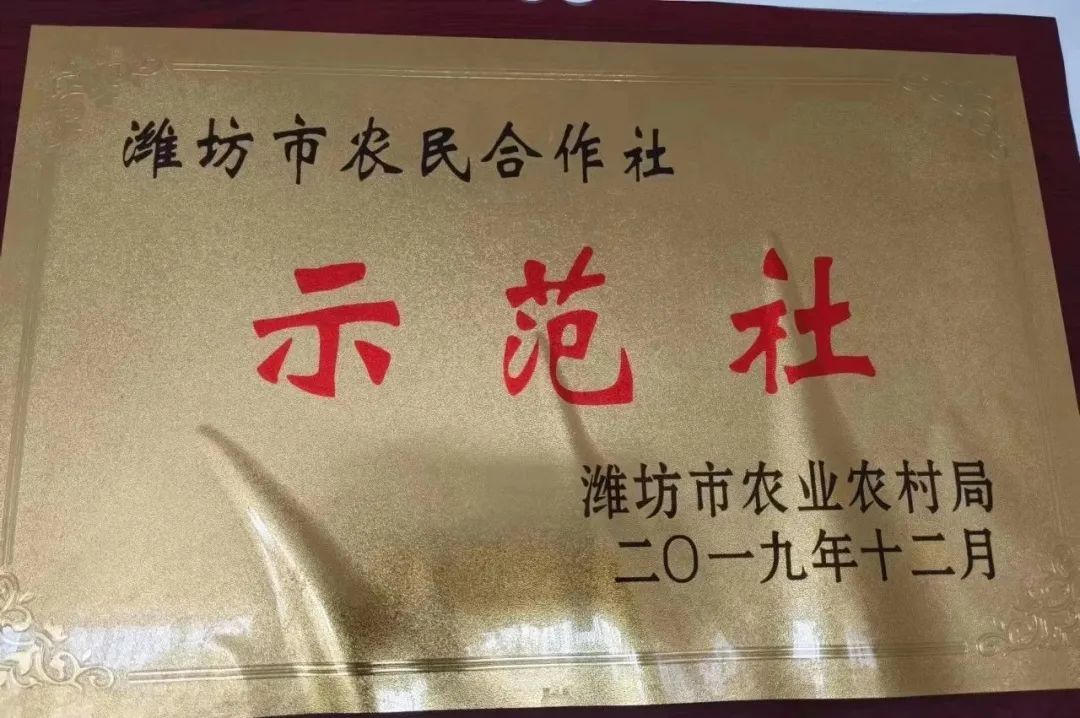 潍坊市农民合作社
示范社
潍坊市农业农村局
二〇一九年十二月